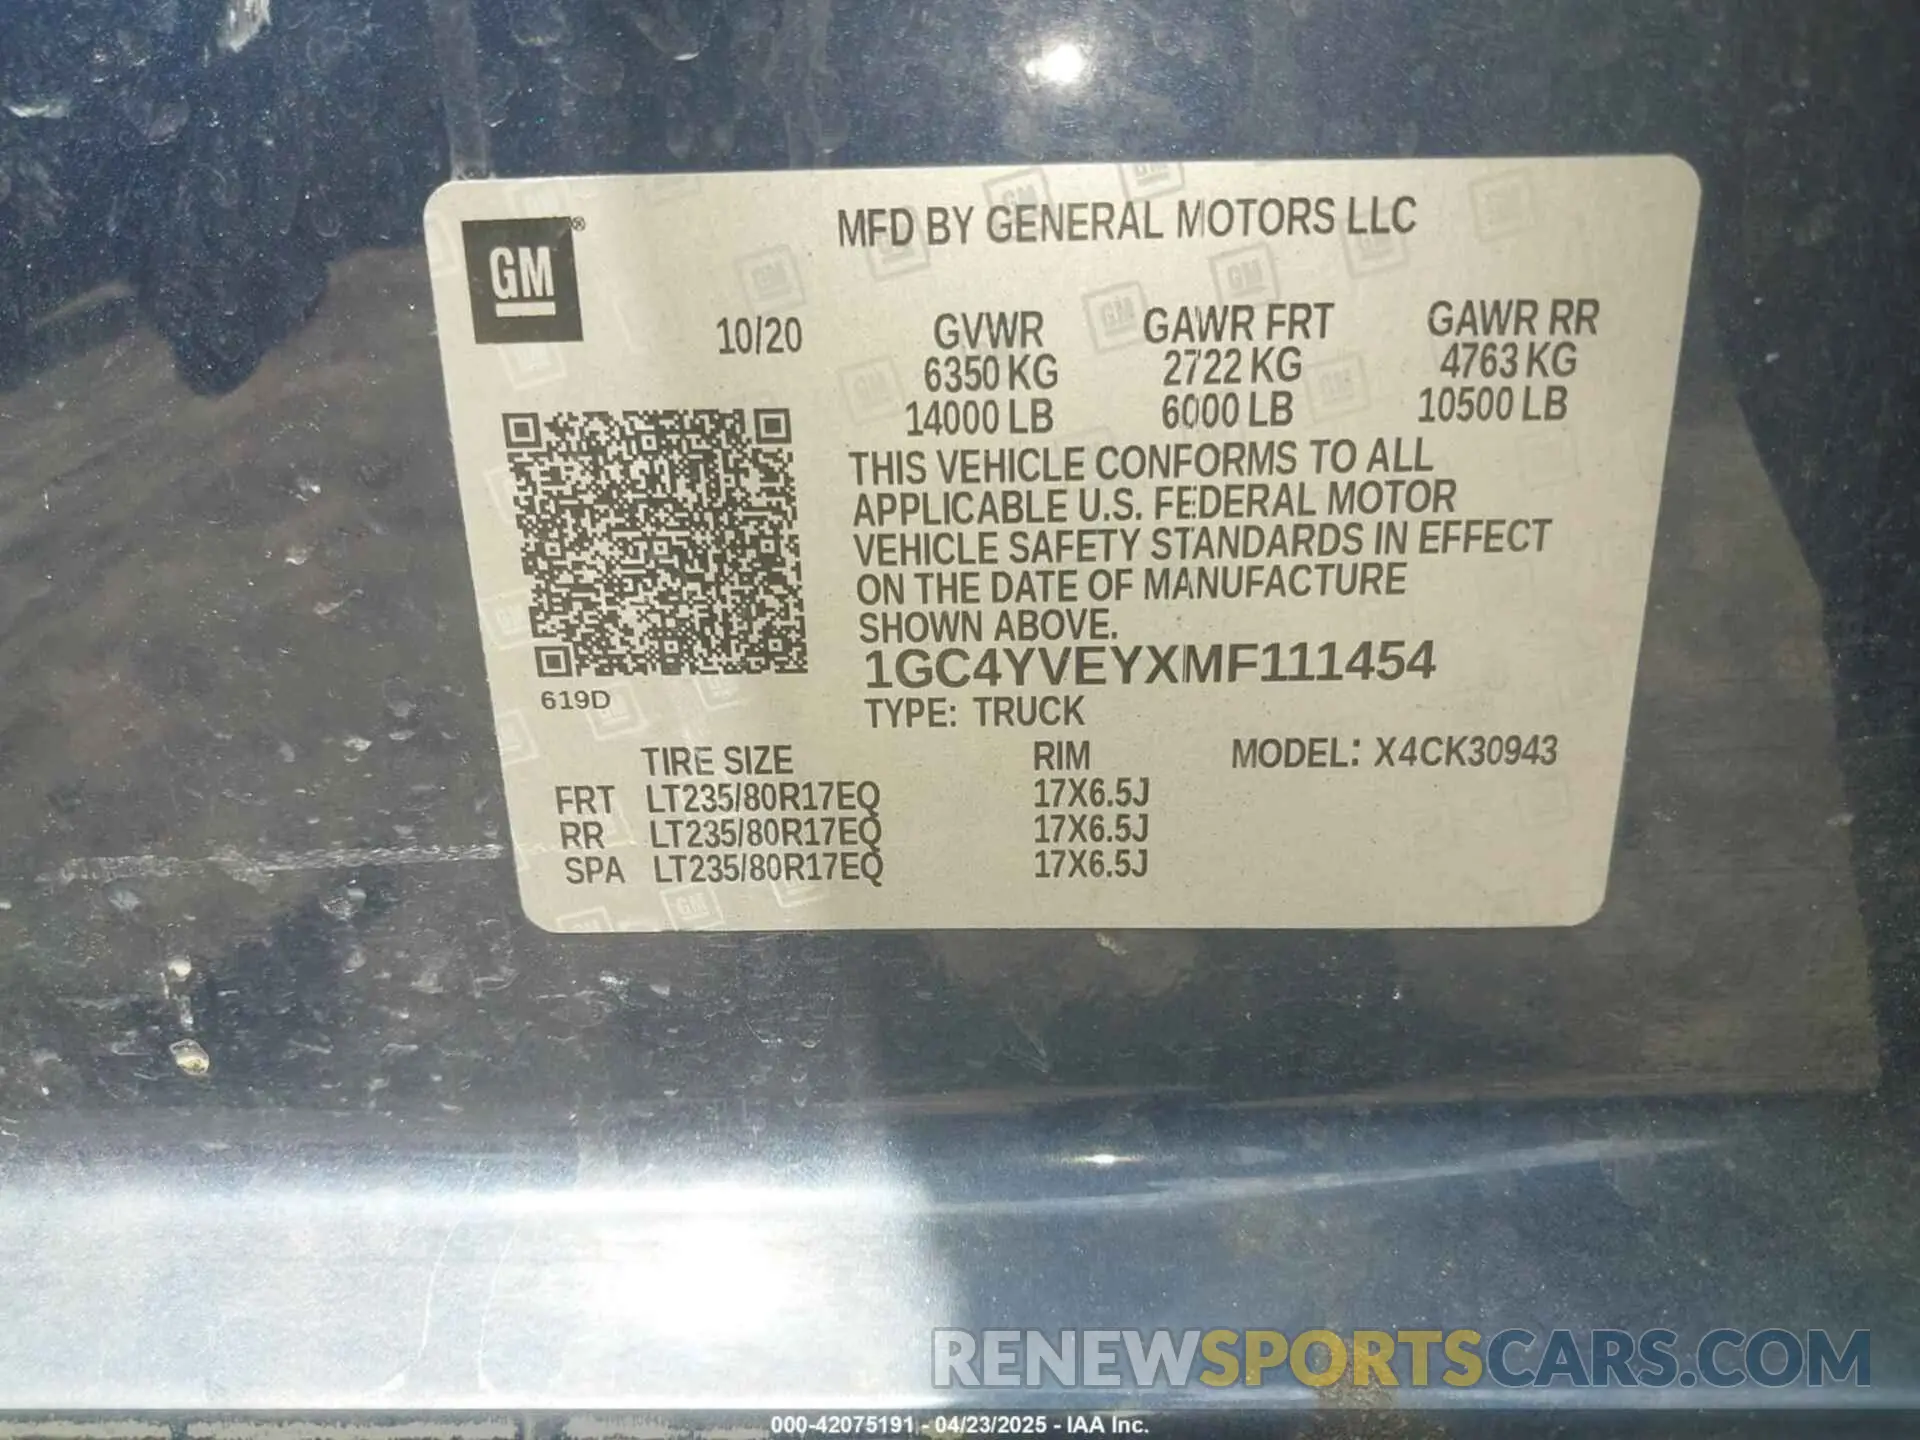 MFD BY GENERAL MOTORS LLC
GM®
10/20 GVWR GAWR FRT GAWR RR
6350 KG 2722 KG 4763 KG
14000 LB 6000 LB 10500 LB
THIS VEHICLE CONFORMS TO ALL
APPLICABLE U.S. FEDERAL MOTOR
VEHICLE SAFETY STANDARDS IN EFFECT
ON THE DATE OF MANUFACTURE
SHOWN ABOVE.
1GC4YVEYXMF111454
619D
TYPE: TRUCK
TIRE SIZE RIM MODEL: X4CK30943
FRT LT235/80R17EQ 17X6.5J
RR LT235/80R17EQ 17X6.5J
SPA LT235/80R17EQ 17X6.5J
RENEWSPORTSCARS.COM
000-42075191 - 04/23/2025 - IAA Inc.